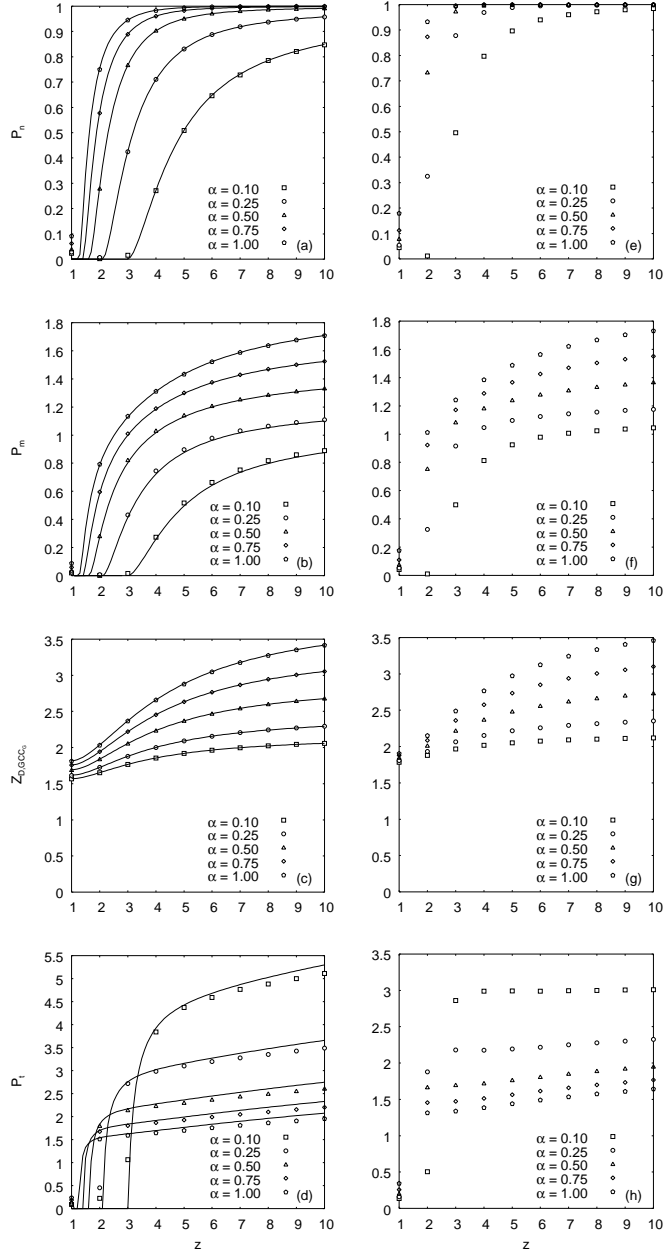 1
0.9
0.8
0.7
0.6
0.5
0.4
0.3
0.2
0.1
0
P_n
α = 0.10
α = 0.25
α = 0.50
α = 0.75
α = 1.00
(a)
1 2 3 4 5 6 7 8 9 10
1
0.9
0.8
0.7
0.6
0.5
0.4
0.3
0.2
0.1
0
α = 0.10
α = 0.25
α = 0.50
α = 0.75
α = 1.00
(e)
1 2 3 4 5 6 7 8 9 10
1.8
1.6
1.4
1.2
1
0.8
0.6
0.4
0.2
0
P_m
α = 0.10
α = 0.25
α = 0.50
α = 0.75
α = 1.00
(b)
1 2 3 4 5 6 7 8 9 10
1.8
1.6
1.4
1.2
1
0.8
0.6
0.4
0.2
0
α = 0.10
α = 0.25
α = 0.50
α = 0.75
α = 1.00
(f)
1 2 3 4 5 6 7 8 9 10
3.5
3
2.5
2
1.5
1
0.5
0
Z_D,GCC_G
α = 0.10
α = 0.25
α = 0.50
α = 0.75
α = 1.00
(c)
1 2 3 4 5 6 7 8 9 10
3.5
3
2.5
2
1.5
1
0.5
0
α = 0.10
α = 0.25
α = 0.50
α = 0.75
α = 1.00
(g)
1 2 3 4 5 6 7 8 9 10
5.5
5
4.5
4
3.5
3
2.5
2
1.5
1
0.5
0
P_t
α = 0.10
α = 0.25
α = 0.50
α = 0.75
α = 1.00
(d)
1 2 3 4 5 6 7 8 9 10
z
3.5
3
2.5
2
1.5
1
0.5
0
α = 0.10
α = 0.25
α = 0.50
α = 0.75
α = 1.00
(h)
1 2 3 4 5 6 7 8 9 10
z